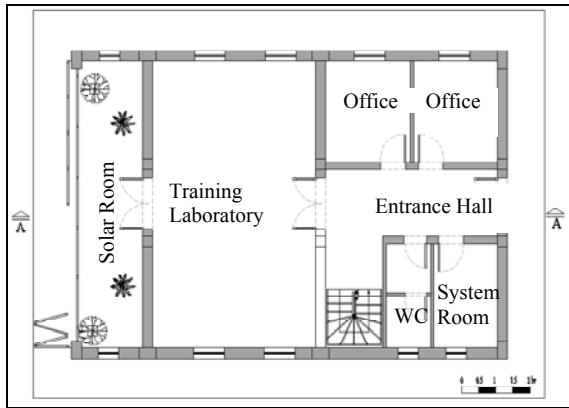 Office
Office
Solar Room
Training
Laboratory
Entrance Hall
A
A
System
Room
WC
0
0.5
1
1.5